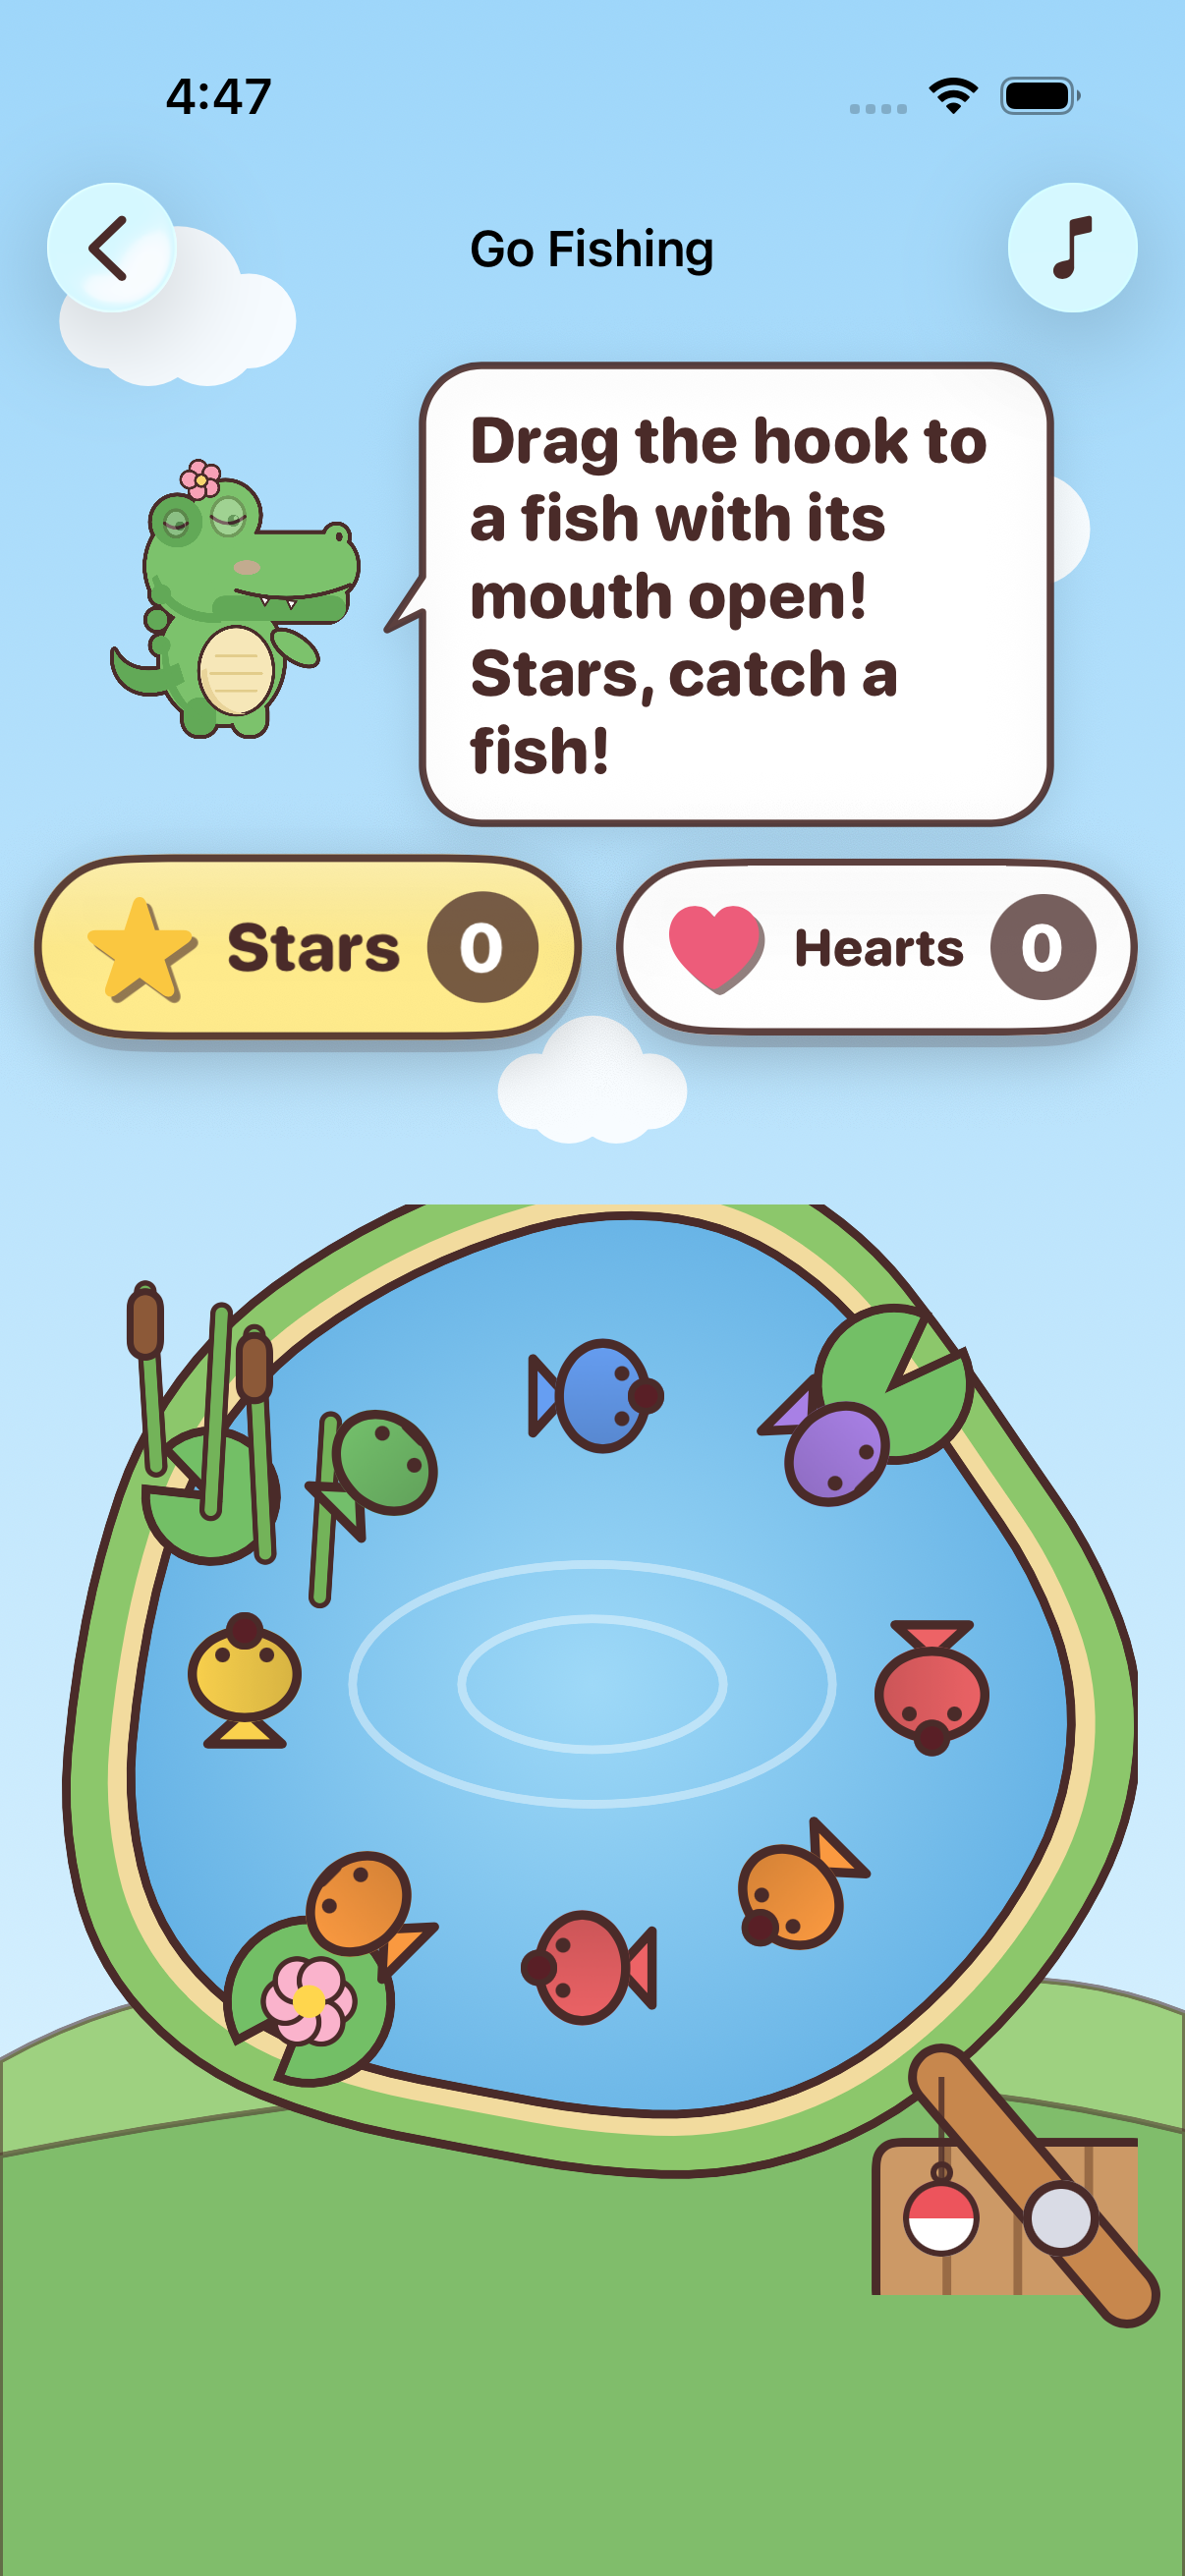 4:47
Go Fishing
Drag the hook to
a fish with its
mouth open!
Stars, catch a
fish!
Stars 0
Hearts 0